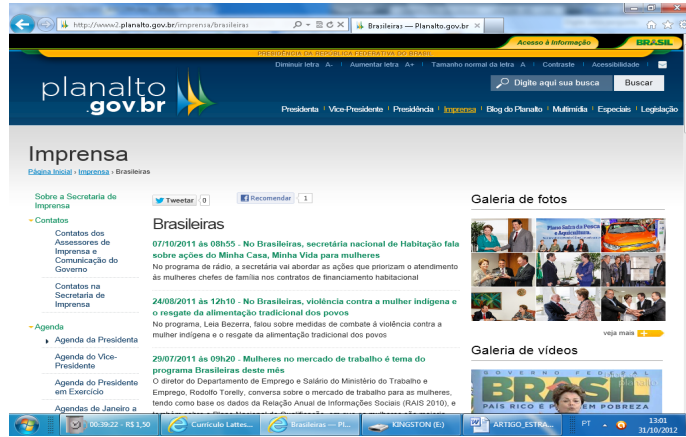 http://www2.planalto.gov.br/imprensa/brasileiras
Brasileiras — Planalto.gov.br
Acesso à Informação
BRASIL
PRESIDÊNCIA DA REPÚBLICA FEDERATIVA DO BRASIL
Diminuir letra A- | Aumentar letra A+ | Tamanho normal da letra A | Contraste | Acessibilidade
planalto
.gov.br
Digite aqui sua busca
Buscar
Presidenta Vice-Presidente Presidência Imprensa Blog do Planalto Multimídia Especiais Legislação
Imprensa
Página Inicial › Imprensa › Brasileiras
Sobre a Secretaria de
Imprensa
Contatos
Contatos dos
Assessores de
Imprensa e
Comunicação do
Governo
Contatos na
Secretaria de
Imprensa
Agenda
Agenda da Presidenta
Agenda do Vice-
Presidente
Agenda do Presidente
em Exercício
Agendas de Janeiro a
Tweetar 0
Recomendar 1
Brasileiras
07/10/2011 às 08h55 - No Brasileiras, secretária nacional de Habitação fala
sobre ações do Minha Casa, Minha Vida para mulheres
No programa de rádio, a secretária vai abordar as ações que priorizam o atendimento
às mulheres chefes de família nos contratos de financiamento habitacional
24/08/2011 às 12h10 - No Brasileiras, violência contra a mulher indígena e
o resgate da alimentação tradicional dos povos
No programa, Leia Bezerra, falou sobre medidas de combate á violência contra a
mulher indígena e o resgate da alimentação tradicional dos povos
29/07/2011 às 09h20 - Mulheres no mercado de trabalho é tema do
programa Brasileiras deste mês
O diretor do Departamento de Emprego e Salário do Ministério do Trabalho e
Emprego, Rodolfo Torelly, conversa sobre o mercado de trabalho para as mulheres,
tendo como base os dados da Relação Anual de Informações Sociais (RAIS 2010), e
Galeria de fotos
Plano Safra da Pesca
e Aquicultura.
veja mais
Galeria de vídeos
GOVERNO FEDERAL
planalto
BRASIL
PAÍS RICO É PAÍS SEM POBREZA
00:39:22 - R$ 1,50
Currículo Lattes...
Brasileiras — Pl...
KINGSTON (E:)
ARTIGO_ESTRA...
PT
13:01
31/10/2012